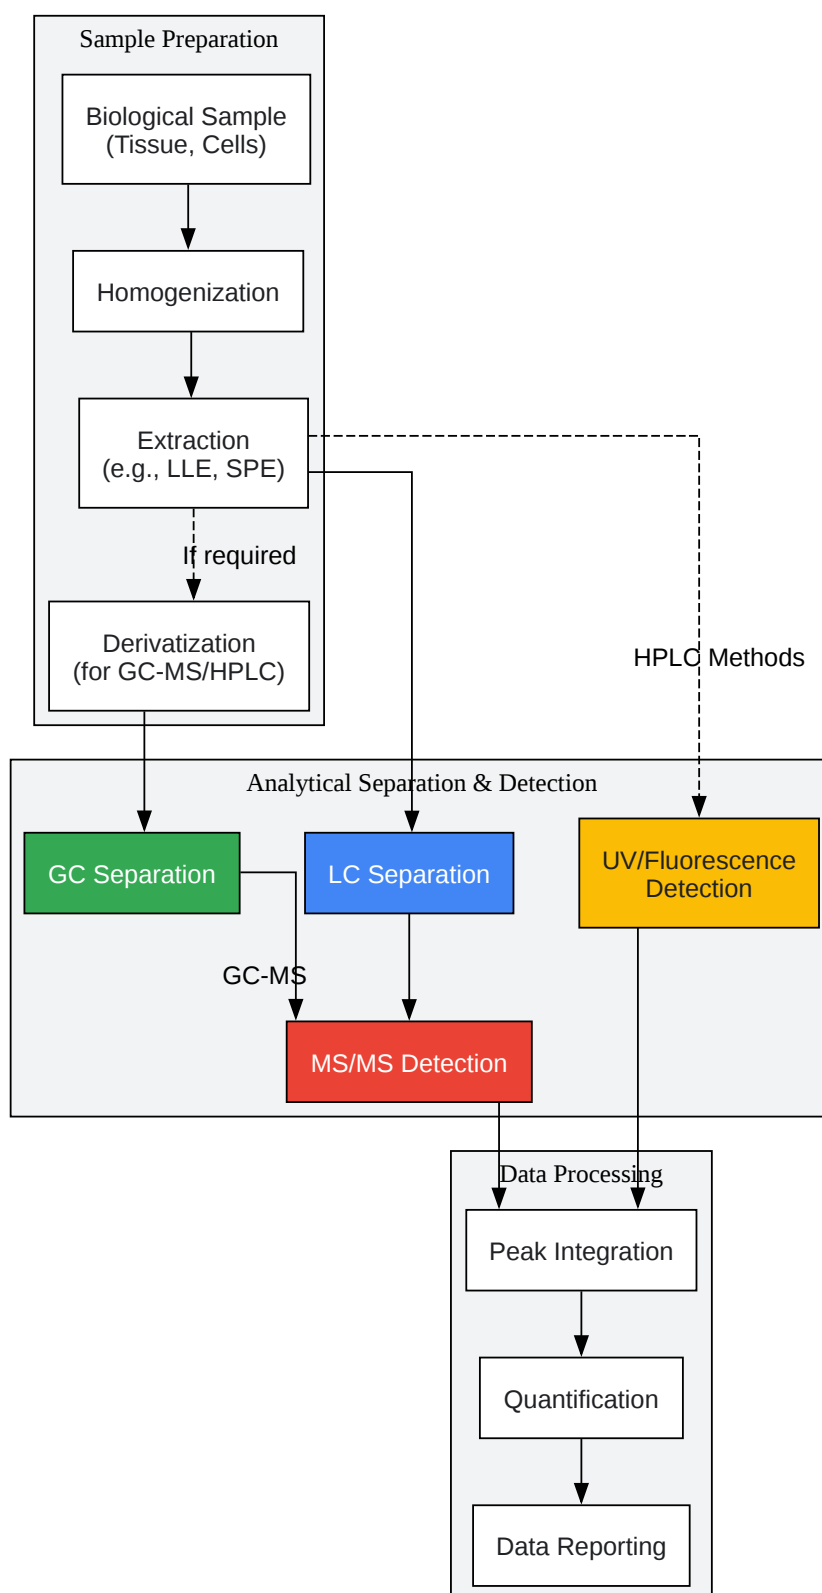 Sample Preparation
Biological Sample
(Tissue, Cells)
Homogenization
Extraction
(e.g., LLE, SPE)
If required
Derivatization
(for GC-MS/HPLC)
HPLC Methods
Analytical Separation & Detection
GC Separation
LC Separation
UV/Fluorescence
Detection
GC-MS
MS/MS Detection
Data Processing
Peak Integration
Quantification
Data Reporting